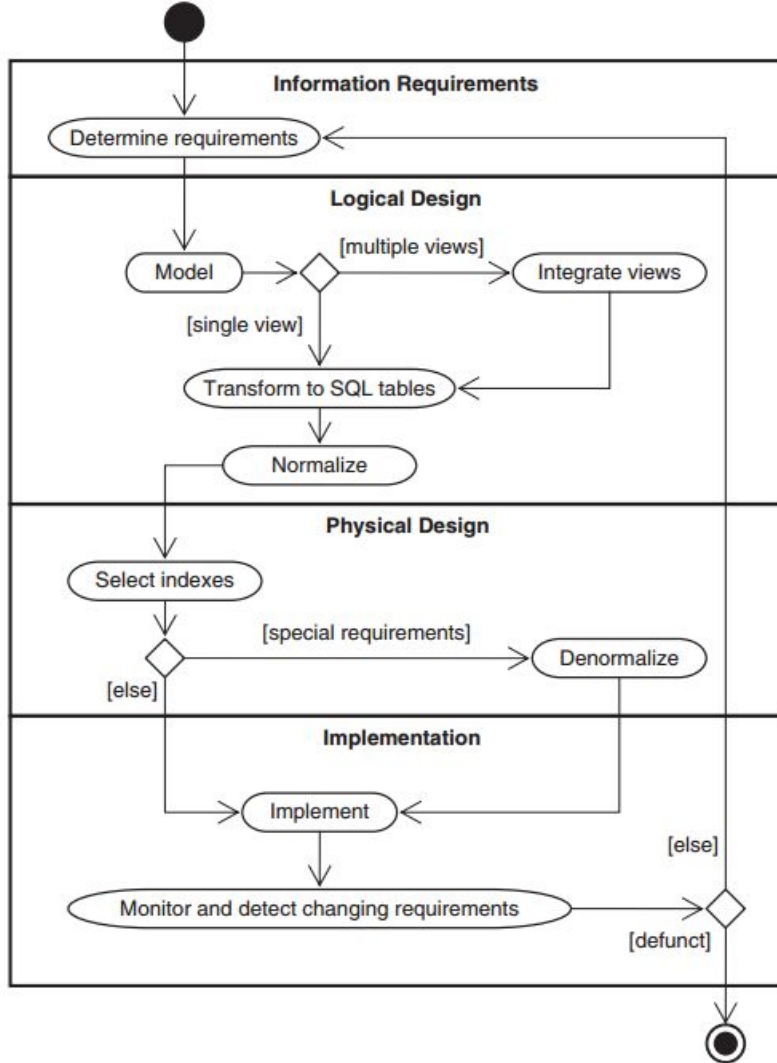 Information Requirements
Determine requirements
Logical Design
[multiple views]
Model
Integrate views
[single view]
Transform to SQL tables
Normalize
Physical Design
Select indexes
[special requirements]
Denormalize
[else]
Implementation
Implement
[else]
Monitor and detect changing requirements
[defunct]